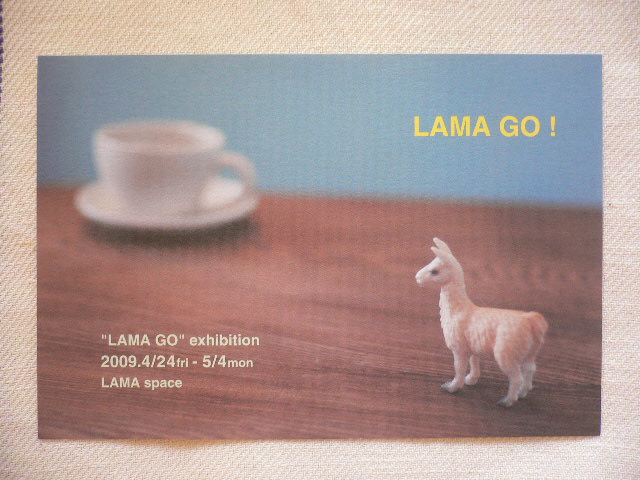 LAMA GO !
"LAMA GO" exhibition
2009.4/24fri - 5/4mon
LAMA space